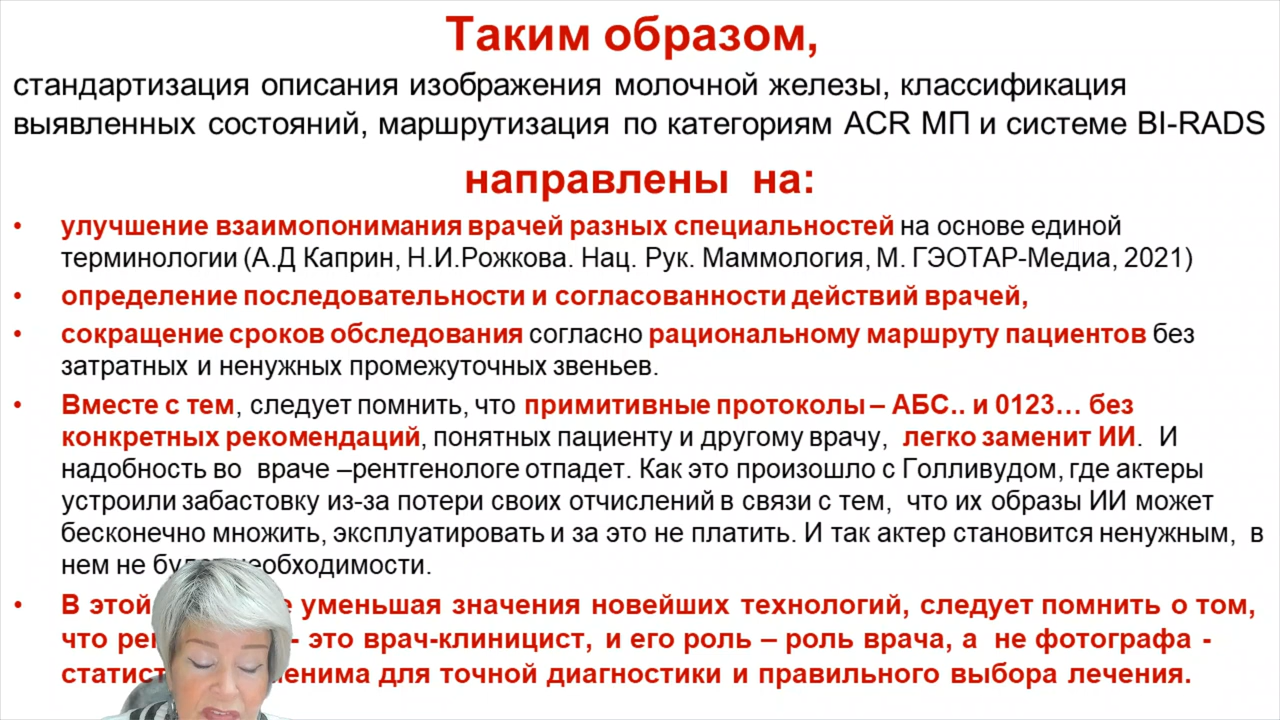 Таким образом,
стандартизация описания изображения молочной железы, классификация
выявленных состояний, маршрутизация по категориям ACR МП и системе BI-RADS
направлены на:
• улучшение взаимопонимания врачей разных специальностей на основе единой
терминологии (А.Д Каприн, Н.И.Рожкова. Нац. Рук. Маммология, М. ГЭОТАР-Медиа, 2021)
• определение последовательности и согласованности действий врачей,
• сокращение сроков обследования согласно рациональному маршруту пациентов без
затратных и ненужных промежуточных звеньев.
• Вместе с тем, следует помнить, что примитивные протоколы – АБС.. и 0123... без
конкретных рекомендаций, понятных пациенту и другому врачу, легко заменит ИИ. И
надобность во враче –рентгенологе отпадет. Как это произошло с Голливудом, где актеры
устроили забастовку из-за потери своих отчислений в связи с тем, что их образы ИИ может
бесконечно множить, эксплуатировать и за это не платить. И так актер становится ненужным, в
нем не необходимости.
• В этой уменьшая значения новейших технологий, следует помнить о том,
что - это врач-клиницист, и его роль – роль врача, а не фотографа -
для точной диагностики и правильного выбора лечения.